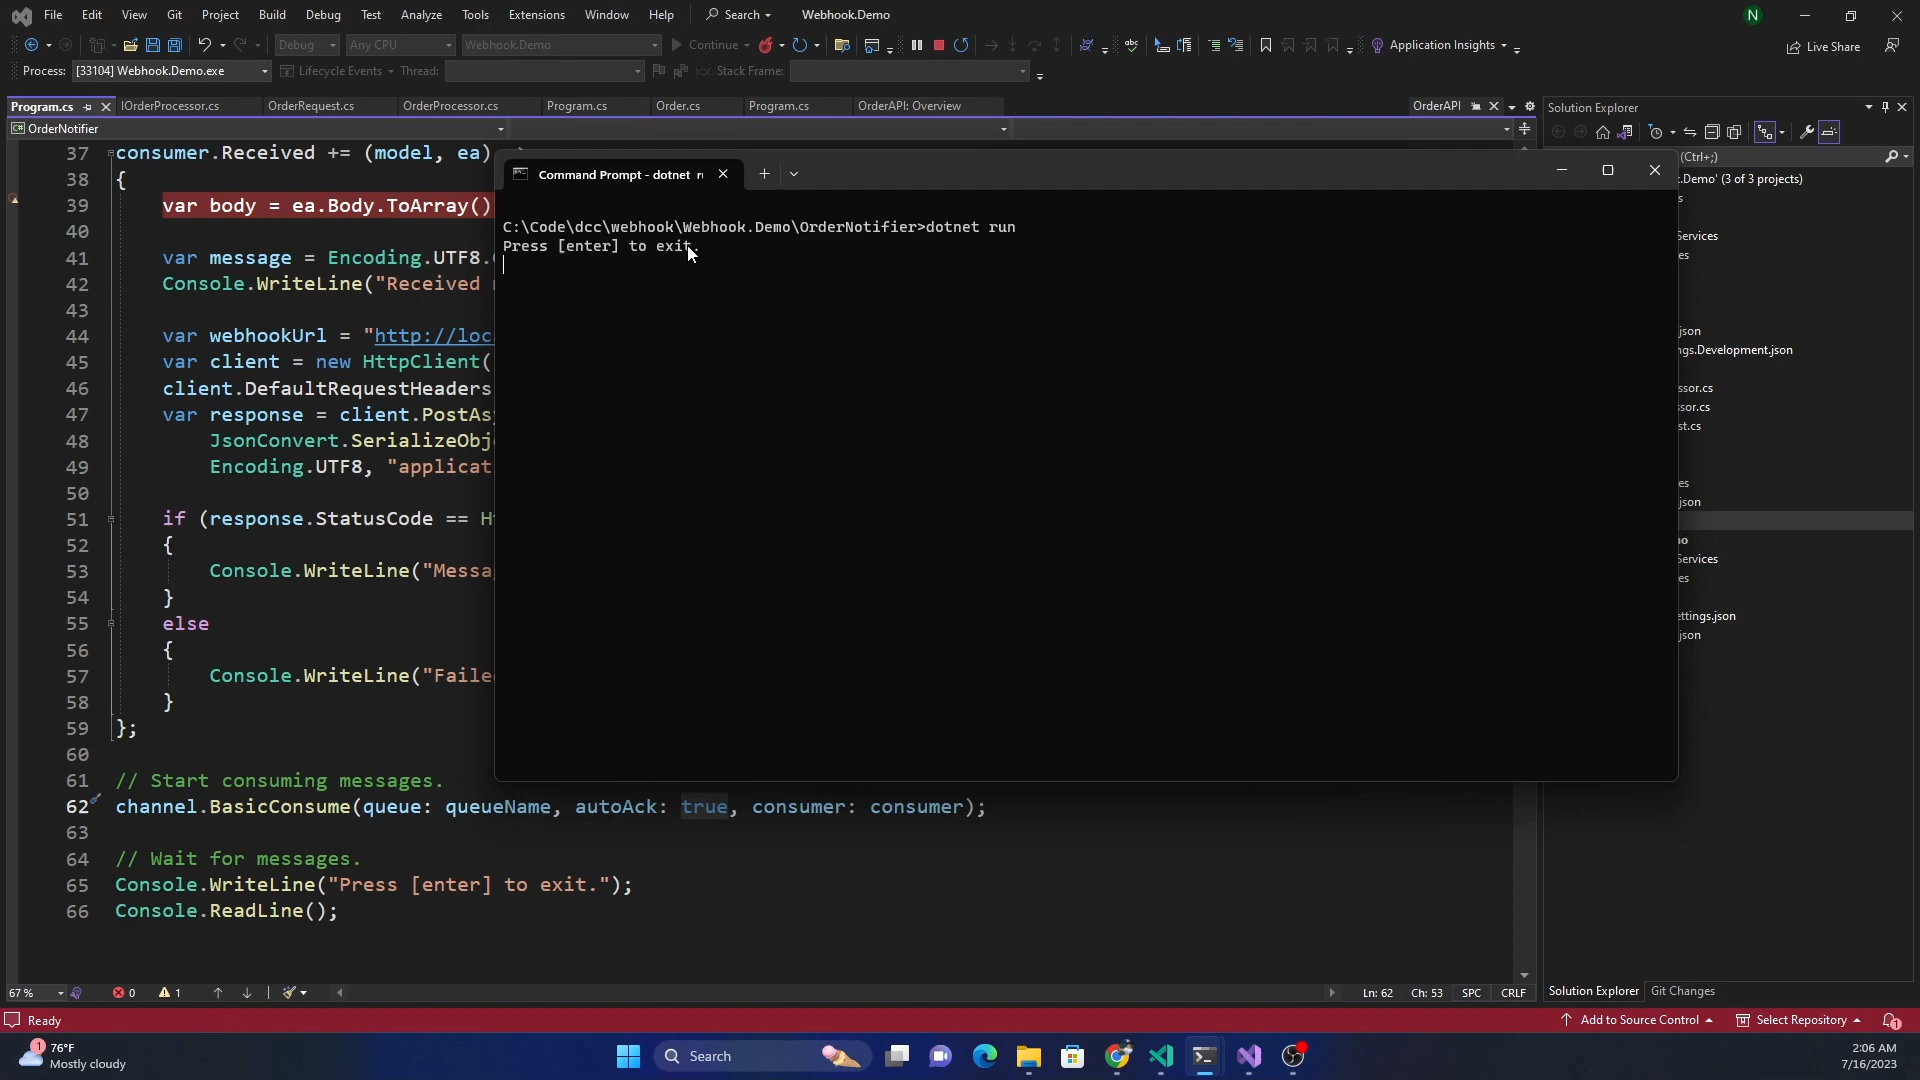 File Edit View Git Project Build Debug Test Analyze Tools Extensions Window Help Search Webhook.Demo N
Debug Any CPU Webhook.Demo Continue Application Insights Live Share
Process: [33104] Webhook.Demo.exe Lifecycle Events Thread: Stack Frame:
Program.cs IOrderProcessor.cs OrderRequest.cs OrderProcessor.cs Program.cs Order.cs Program.cs OrderAPI: Overview OrderAPI
OrderNotifier
37 consumer.Received += (model, ea)
38 {
39 var body = ea.Body.ToArray()
40
41 var message = Encoding.UTF8.
42 Console.WriteLine("Received
43
44 var webhookUrl = "http://loc
45 var client = new HttpClient(
46 client.DefaultRequestHeaders
47 var response = client.PostAs
48 JsonConvert.SerializeObj
49 Encoding.UTF8, "applicat
50
51 if (response.StatusCode == H
52 {
53 Console.WriteLine("Messa
54 }
55 else
56 {
57 Console.WriteLine("Faile
58 }
59 };
60
61 // Start consuming messages.
62 channel.BasicConsume(queue: queueName, autoAck: true, consumer: consumer);
63
64 // Wait for messages.
65 Console.WriteLine("Press [enter] to exit.");
66 Console.ReadLine();
Command Prompt - dotnet r
C:\Code\dcc\webhook\Webhook.Demo\OrderNotifier>dotnet run
Press [enter] to exit.
Solution Explorer
(Ctrl+;)
.Demo' (3 of 3 projects)
s
Services
es
.json
gs.Development.json
ssor.cs
sor.cs
st.cs
es
.json
no
Services
es
ettings.json
.json
Solution Explorer Git Changes
67 % 0 1 Ln: 62 Ch: 53 SPC CRLF
Ready Add to Source Control Select Repository 1
1 76°F
Mostly cloudy
Search
2:06 AM
7/16/2023